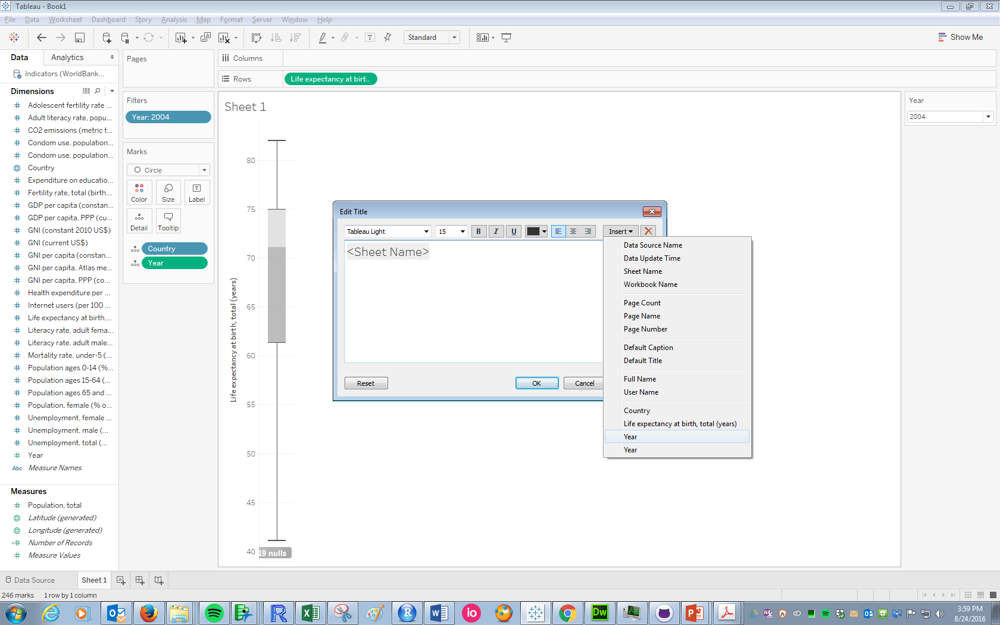 Tableau - Book1
File Data Worksheet Dashboard Story Analysis Map Format Server Window Help
Standard
Show Me
Data
Analytics
Indicators (WorldBank...
Dimensions
Adolescent fertility rate ...
Adult literacy rate, popu...
CO2 emissions (metric t...
Condom use, population...
Condom use, population...
Country
Expenditure on educatio...
Fertility rate, total (birth...
GDP per capita (constan...
GDP per capita, PPP (cu...
GNI (constant 2010 US$)
GNI (current US$)
GNI per capita (constan...
GNI per capita, Atlas me...
GNI per capita, PPP (co...
Health expenditure per ...
Internet users (per 100 ...
Life expectancy at birth,...
Literacy rate, adult fema...
Literacy rate, adult male...
Mortality rate, under-5 (...
Population ages 0-14 (%...
Population ages 15-64 (...
Population ages 65 and ...
Population, female (% o...
Unemployment, female ...
Unemployment, male (...
Unemployment, total (...
Year
Abc Measure Names
Measures
Population, total
Latitude (generated)
Longitude (generated)
Number of Records
Measure Values
Pages
Filters
Year: 2004
Marks
Circle
Color
Size
Label
Detail
Tooltip
Country
Year
Columns
Rows
Life expectancy at birt..
Sheet 1
80
75
70
65
60
55
50
45
40
Life expectancy at birth, total (years)
19 nulls
Year
2004
Edit Title
Tableau Light
15
B I U
Insert
<Sheet Name>
Reset
OK
Cancel
Data Source Name
Data Update Time
Sheet Name
Workbook Name
Page Count
Page Name
Page Number
Default Caption
Default Title
Full Name
User Name
Country
Life expectancy at birth, total (years)
Year
Year
Data Source
Sheet 1
246 marks
1 row by 1 column
3:59 PM
8/24/2016